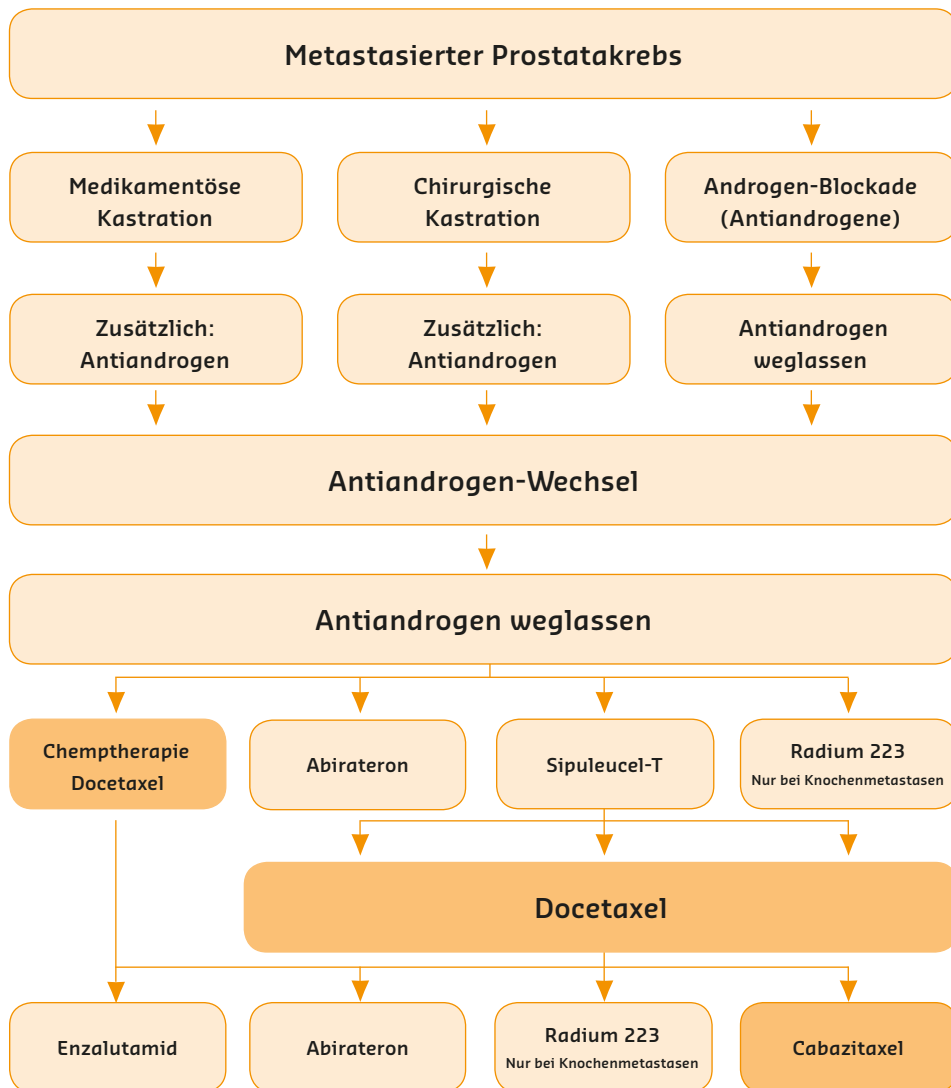 Metastasierter Prostatakrebs
Medikamentöse
Kastration
Chirurgische
Kastration
Androgen-Blockade
(Antiandrogene)
Zusätzlich:
Antiandrogen
Zusätzlich:
Antiandrogen
Antiandrogen
weglassen
Antiandrogen-Wechsel
Antiandrogen weglassen
Chemptherapie
Docetaxel
Abirateron
Sipuleucel-T
Radium 223
Nur bei Knochenmetastasen
Docetaxel
Enzalutamid
Abirateron
Radium 223
Nur bei Knochenmetastasen
Cabazitaxel